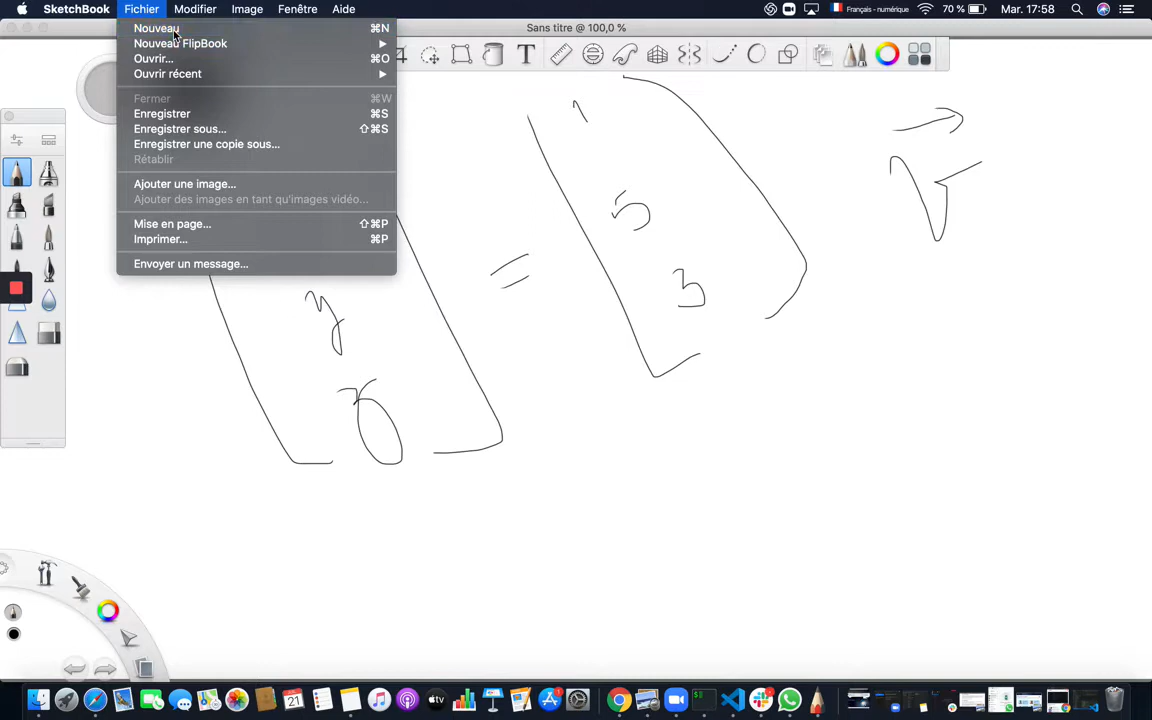 SketchBook Fichier Modifier Image Fenêtre Aide Français - numérique 70 % Mar. 17:58
Sans titre @ 100,0 %
Nouveau ⌘N
Nouveau FlipBook
Ouvrir... ⌘O
Ouvrir récent
Fermer ⌘W
Enregistrer ⌘S
Enregistrer sous... ⇧⌘S
Enregistrer une copie sous...
Rétablir
Ajouter une image...
Ajouter des images en tant qu'images vidéo...
Mise en page... ⇧⌘P
Imprimer... ⌘P
Envoyer un message...
T
1
5
3
=
y
21
tv